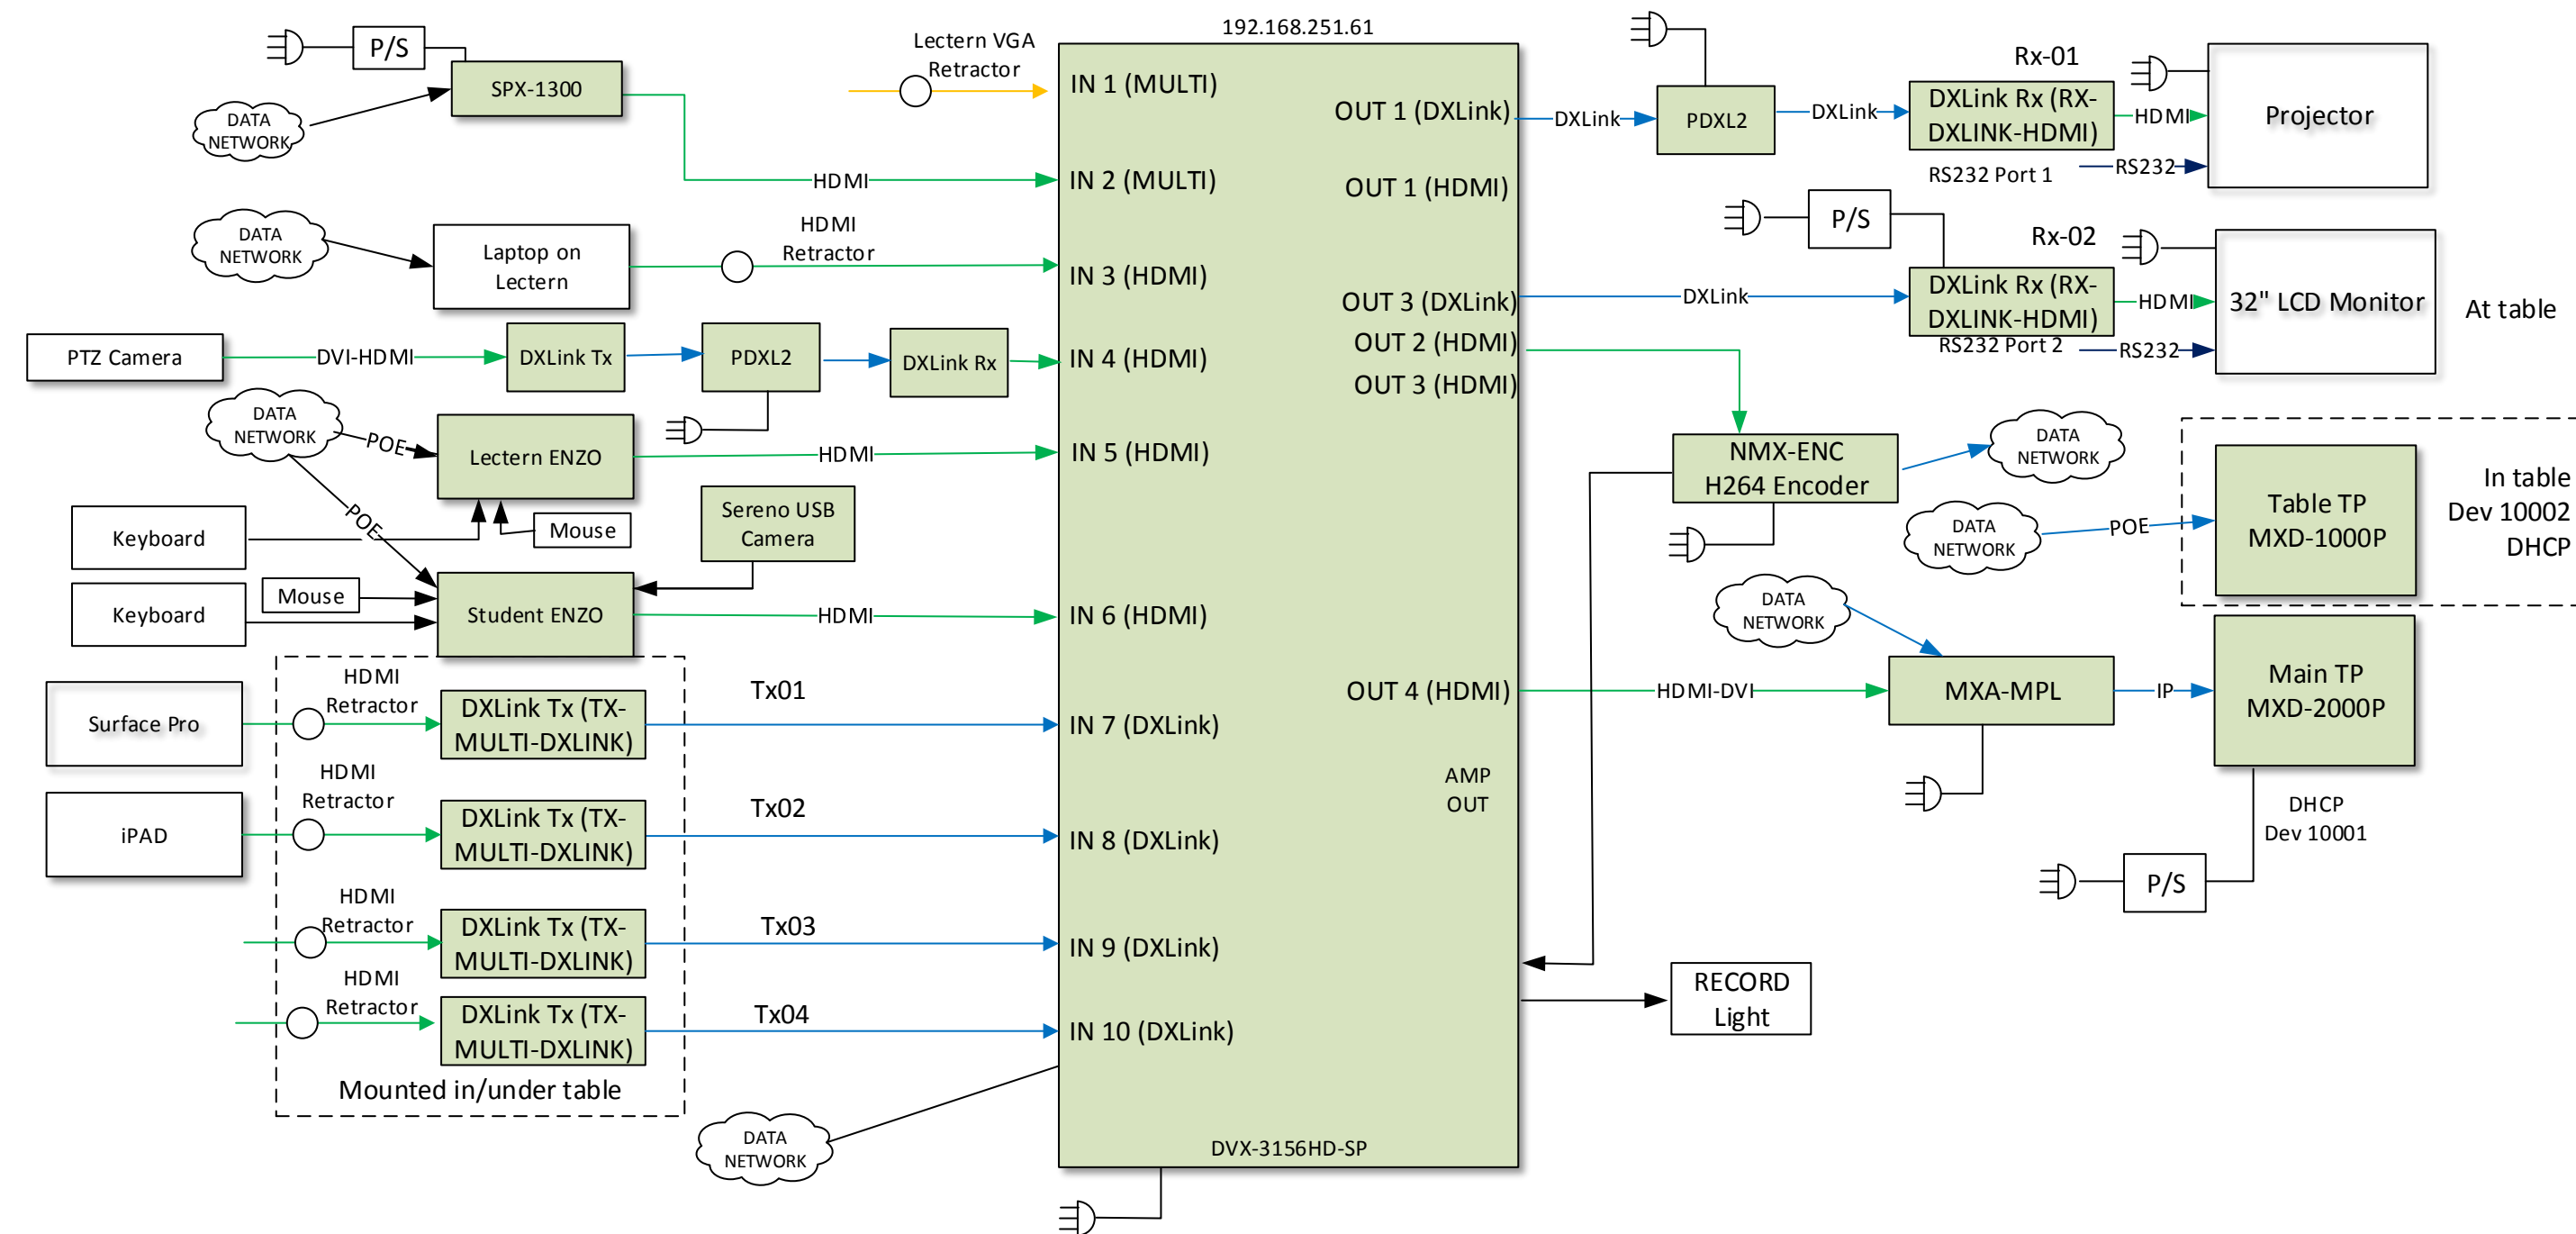 192.168.251.61
P/S
SPX-1300
DATA
NETWORK
Lectern VGA
Retractor
IN 1 (MULTI)
HDMI
IN 2 (MULTI)
DATA
NETWORK
Laptop on
Lectern
HDMI
Retractor
IN 3 (HDMI)
PTZ Camera
DVI-HDMI
DXLink Tx
PDXL2
DXLink Rx
IN 4 (HDMI)
DATA
NETWORK
POE
Lectern ENZO
HDMI
IN 5 (HDMI)
Keyboard
Mouse
POE
Sereno USB
Camera
Keyboard
Mouse
Student ENZO
HDMI
IN 6 (HDMI)
Surface Pro
HDMI
Retractor
DXLink Tx (TX-
MULTI-DXLINK)
Tx01
IN 7 (DXLink)
iPAD
HDMI
Retractor
DXLink Tx (TX-
MULTI-DXLINK)
Tx02
IN 8 (DXLink)
HDMI
Retractor
DXLink Tx (TX-
MULTI-DXLINK)
Tx03
IN 9 (DXLink)
HDMI
Retractor
DXLink Tx (TX-
MULTI-DXLINK)
Tx04
IN 10 (DXLink)
Mounted in/under table
DATA
NETWORK
DVX-3156HD-SP
OUT 1 (DXLink)
DXLink
PDXL2
DXLink
Rx-01
DXLink Rx (RX-
DXLINK-HDMI)
HDMI
Projector
RS232 Port 1
RS232
OUT 1 (HDMI)
P/S
Rx-02
OUT 3 (DXLink)
DXLink
DXLink Rx (RX-
DXLINK-HDMI)
HDMI
32" LCD Monitor
At table
RS232 Port 2
RS232
OUT 2 (HDMI)
OUT 3 (HDMI)
NMX-ENC
H264 Encoder
DATA
NETWORK
DATA
NETWORK
POE
Table TP
MXD-1000P
In table
Dev 10002
DHCP
DATA
NETWORK
OUT 4 (HDMI)
HDMI-DVI
MXA-MPL
IP
Main TP
MXD-2000P
AMP
OUT
DHCP
Dev 10001
P/S
RECORD
Light